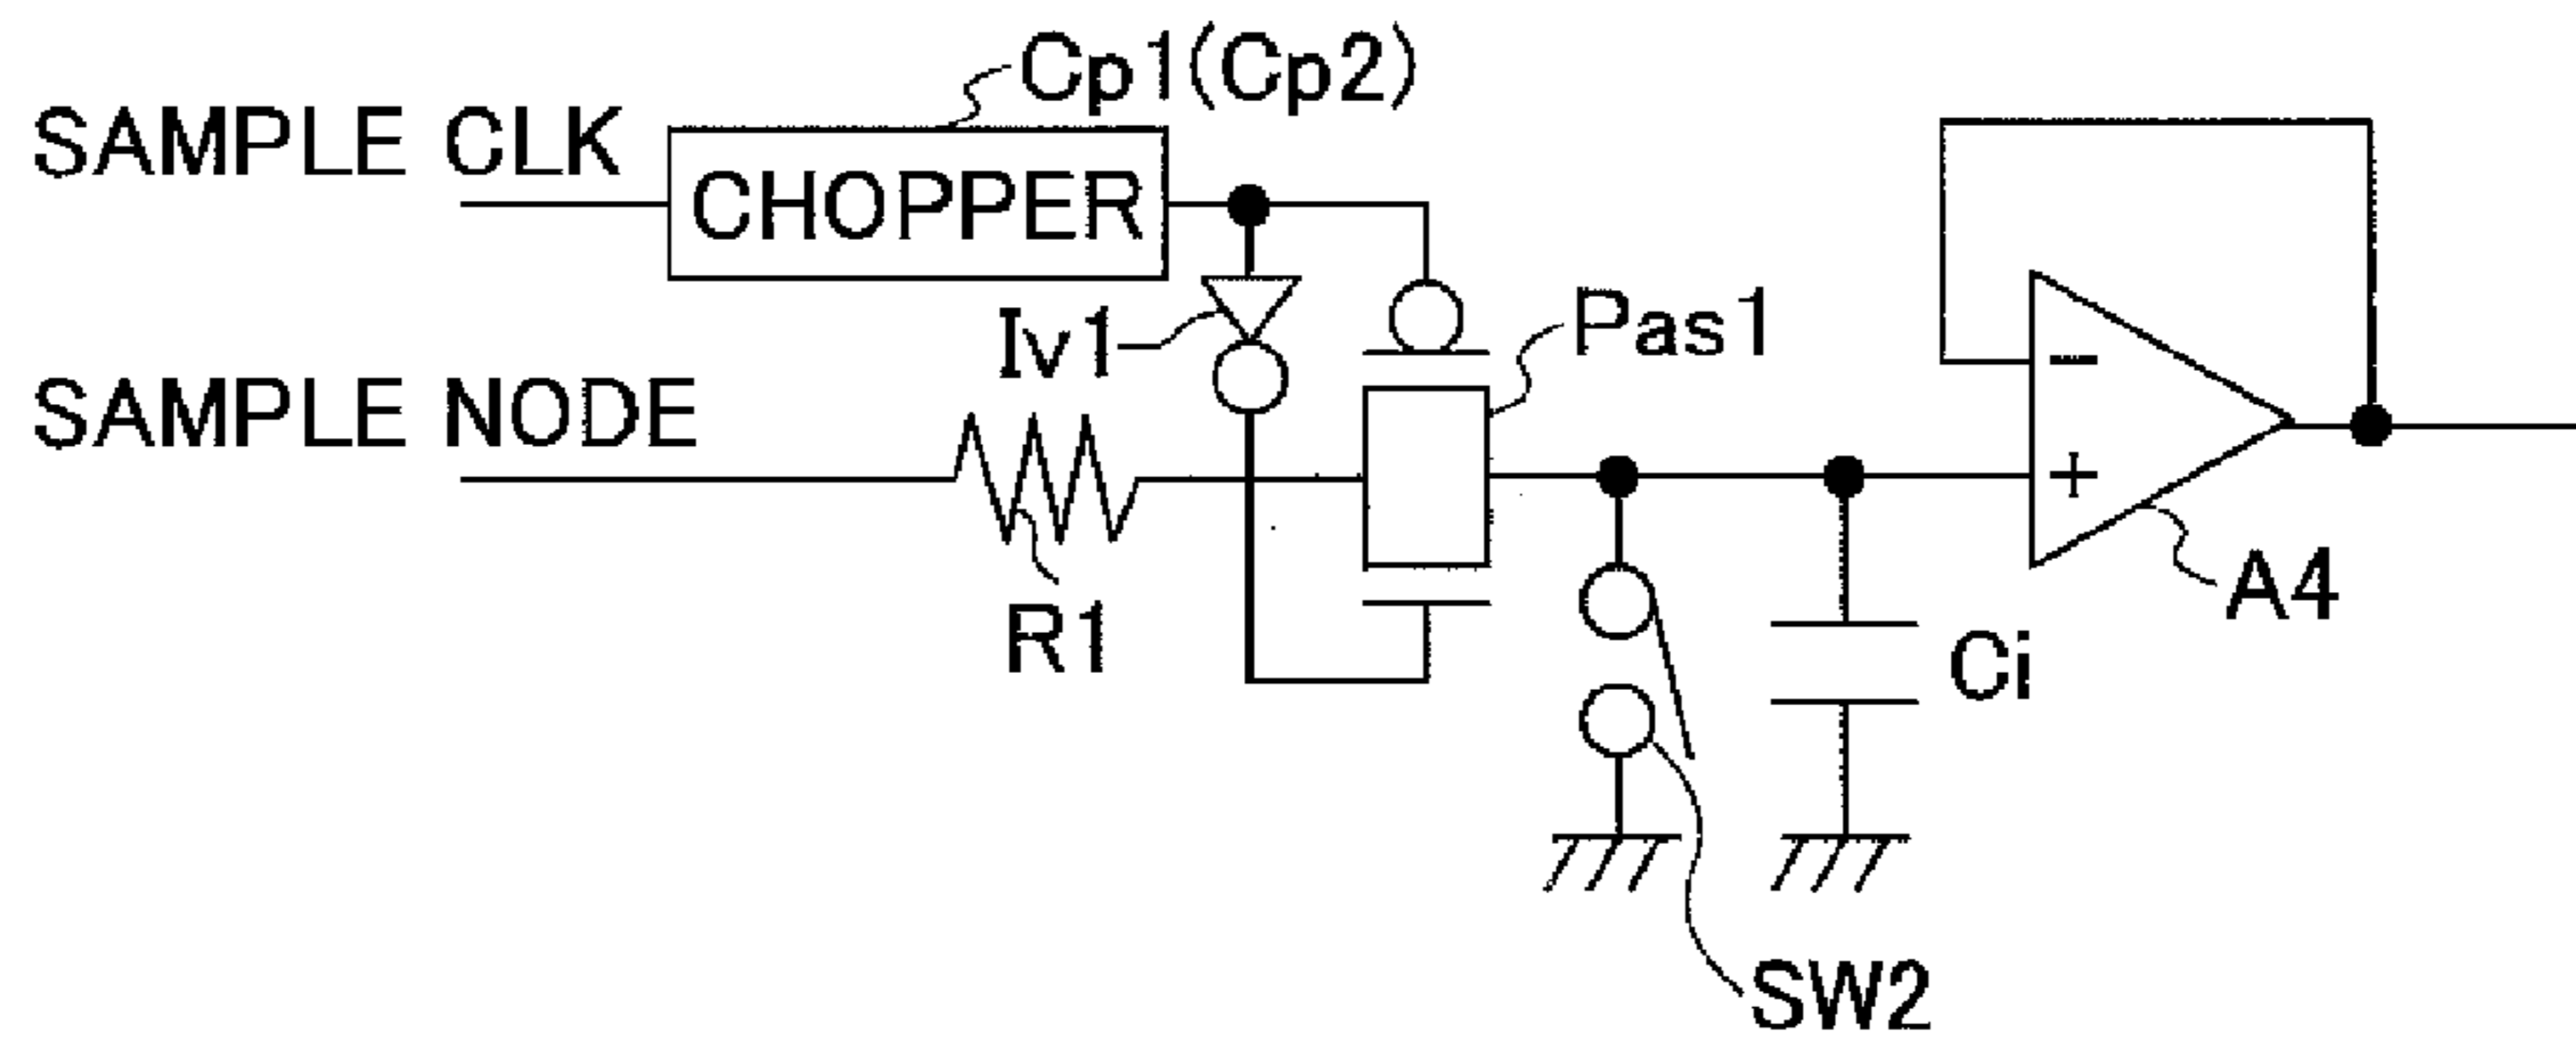 Cp1(Cp2)
SAMPLE CLK
CHOPPER
Iv1
Pas1
SAMPLE NODE
R1
−
+
A4
Ci
SW2